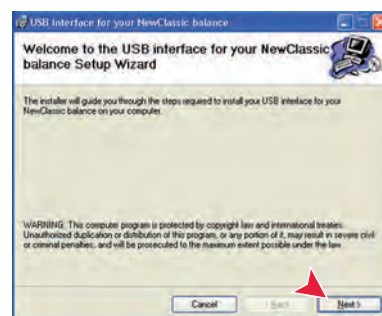 USB Interface for your NewClassic balance
Welcome to the USB interface for your NewClassic
balance Setup Wizard
The installer will guide you through the steps required to install your USB interface for your
NewClassic balance on your computer.
WARNING: This computer program is protected by copyright law and international treaties.
Unauthorized duplication or distribution of this program, or any portion of it, may result in severe civil
or criminal penalties, and will be prosecuted to the maximum extent possible under the law.
Cancel
< Back
Next >